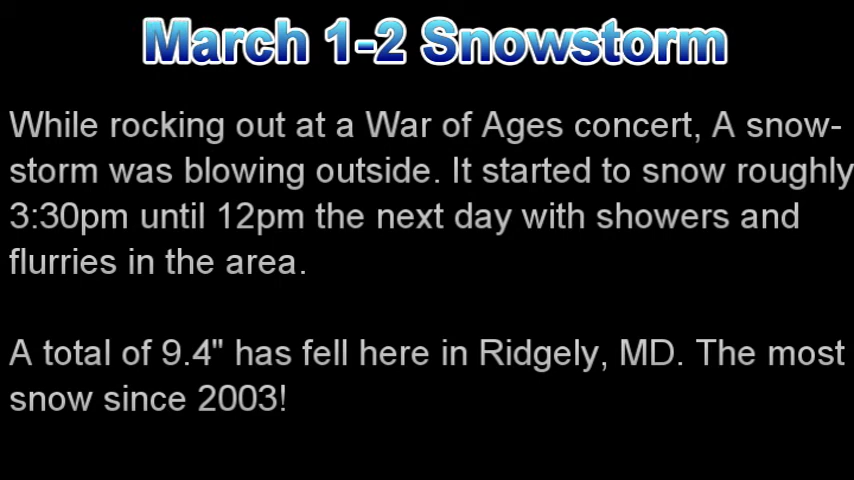 March 1-2 Snowstorm
While rocking out at a War of Ages concert, A snow-
storm was blowing outside. It started to snow roughly
3:30pm until 12pm the next day with showers and
flurries in the area.
A total of 9.4" has fell here in Ridgely, MD. The most
snow since 2003!